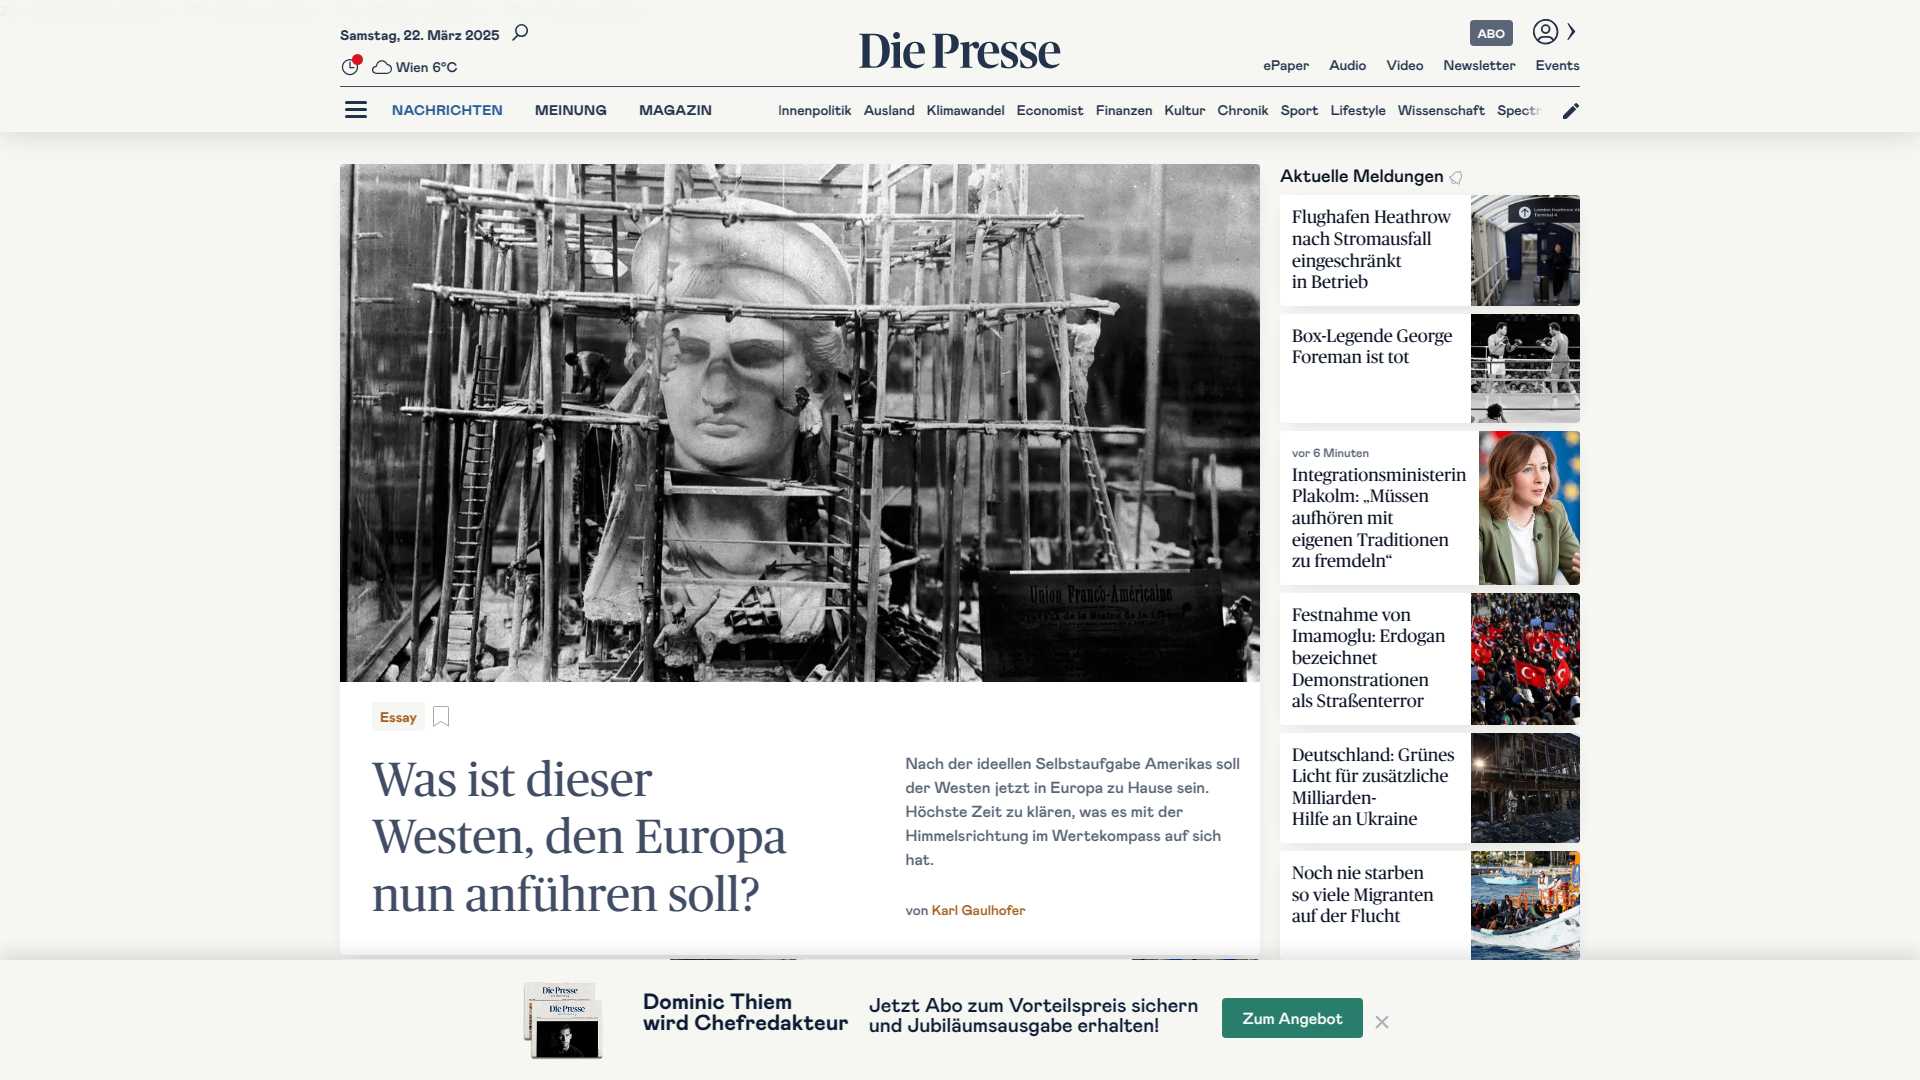 Samstag, 22. März 2025
Wien 6°C
Die Presse
ABO
ePaper Audio Video Newsletter Events
NACHRICHTEN MEINUNG MAGAZIN
Innenpolitik Ausland Klimawandel Economist Finanzen Kultur Chronik Sport Lifestyle Wissenschaft Spectr
Union Franco-Américaine
Essay
Was ist dieser
Westen, den Europa
nun anführen soll?
Nach der ideellen Selbstaufgabe Amerikas soll
der Westen jetzt in Europa zu Hause sein.
Höchste Zeit zu klären, was es mit der
Himmelsrichtung im Wertekompass auf sich
hat.
von Karl Gaulhofer
Aktuelle Meldungen
Flughafen Heathrow
nach Stromausfall
eingeschränkt
in Betrieb
Box-Legende George
Foreman ist tot
vor 6 Minuten
Integrationsministerin
Plakolm: „Müssen
aufhören mit
eigenen Traditionen
zu fremdeln“
Festnahme von
Imamoglu: Erdogan
bezeichnet
Demonstrationen
als Straßenterror
Deutschland: Grünes
Licht für zusätzliche
Milliarden-
Hilfe an Ukraine
Noch nie starben
so viele Migranten
auf der Flucht
Die Presse
Die Presse
Dominic Thiem
wird Chefredakteur
Jetzt Abo zum Vorteilspreis sichern
und Jubiläumsausgabe erhalten!
Zum Angebot